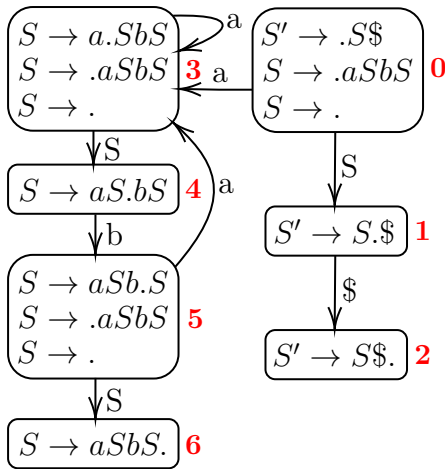 S → a.SbS
S → .aSbS
S → .
3
a
S' → .S$
S → .aSbS
S → .
0
a
S
S → aS.bS
4
b
a
S
S' → S.$
1
S → aSb.S
S → .aSbS
S → .
5
$
S' → S$.
2
S
S → aSbS.
6